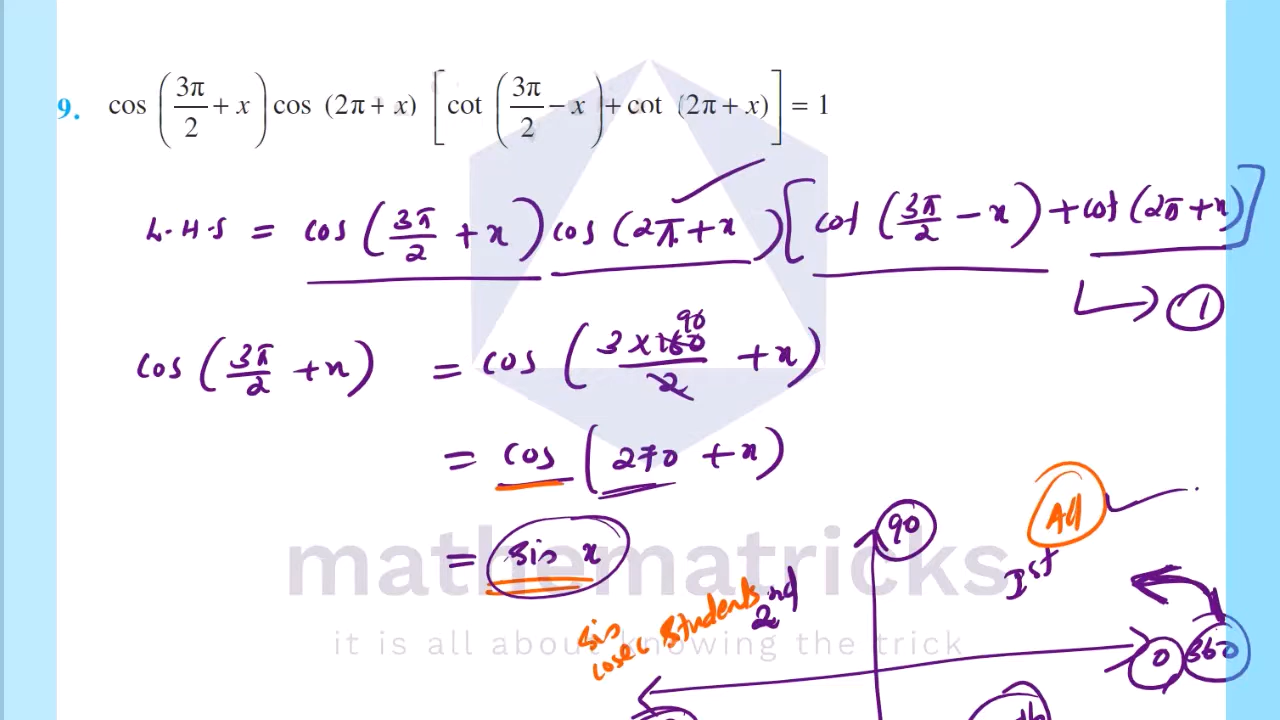 9. cos (3π/2 + x) cos (2π + x) [cot (3π/2 − x) + cot (2π + x)] = 1
L.H.S = cos (3π/2 + x) cos (2π + x) [cot (3π/2 − x) + cot (2π + x)]
→ 1
cos (3π/2 + x) = cos (3 × 180/2 + x)
90
= cos (270 + x)
90
All
Ist
= sin x
mathematricks
2nd
sin
cosec students
it is all about knowing the trick
0 360